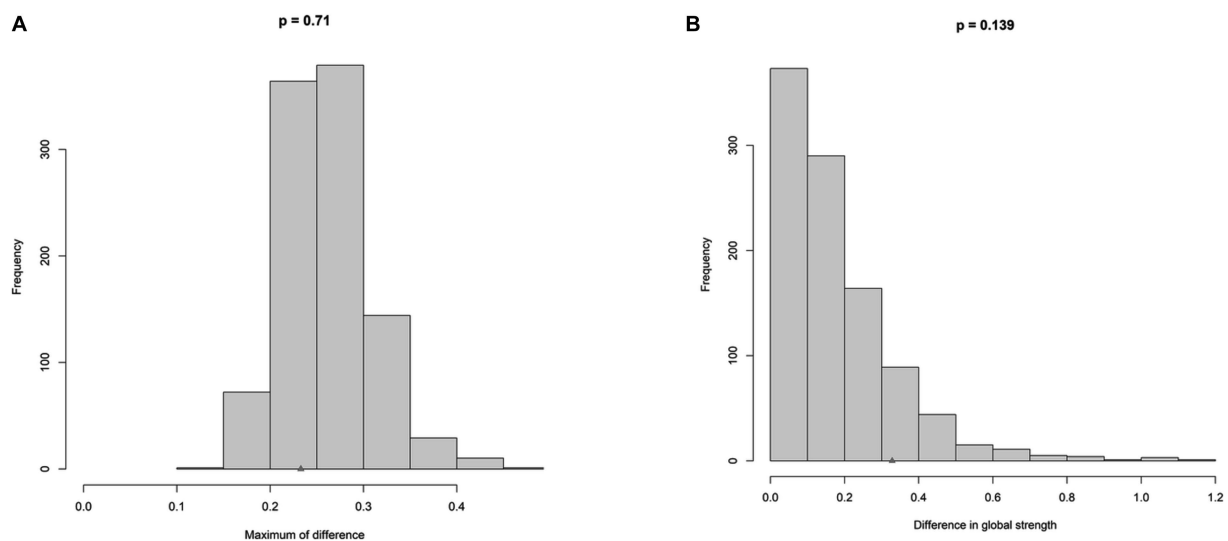 A
p = 0.71
Frequency
300
200
100
0
0.0 0.1 0.2 0.3 0.4
Maximum of difference
B
p = 0.139
Frequency
300
200
100
0
0.0 0.2 0.4 0.6 0.8 1.0 1.2
Difference in global strength